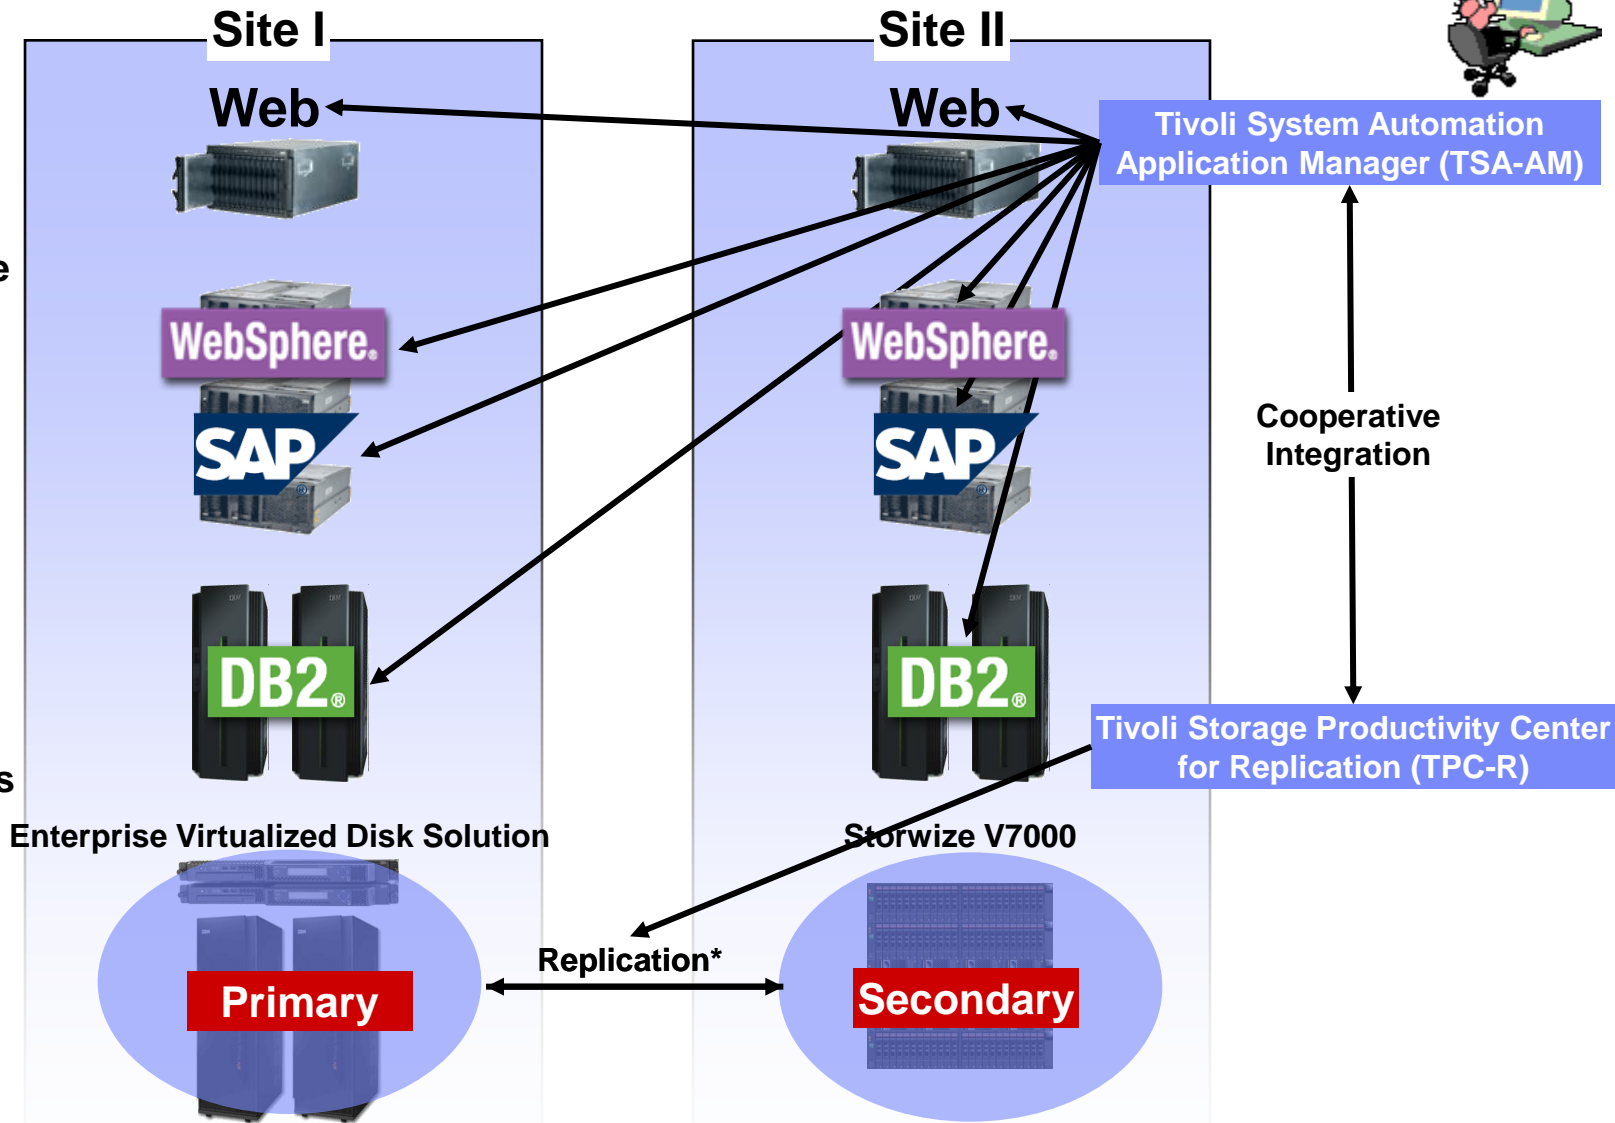 Site I
Site II
Web
Web
Tivoli System Automation
Application Manager (TSA-AM)
e
WebSphere®
WebSphere®
SAP®
SAP®
Cooperative
Integration
DB2®
DB2®
Tivoli Storage Productivity Center
for Replication (TPC-R)
s
Enterprise Virtualized Disk Solution
Storwize V7000
Replication*
Primary
Secondary